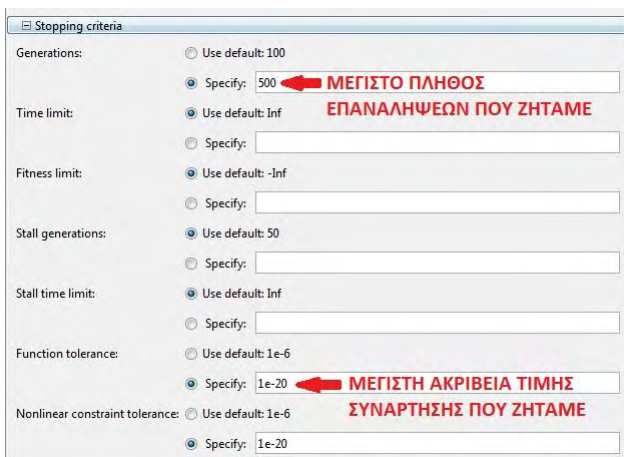 Stopping criteria
Generations: Use default: 100
Specify: 500 ΜΕΓΙΣΤΟ ΠΛΗΘΟΣ
ΕΠΑΝΑΛΗΨΕΩΝ ΠΟΥ ΖΗΤΑΜΕ
Time limit: Use default: Inf
Specify:
Fitness limit: Use default: -Inf
Specify:
Stall generations: Use default: 50
Specify:
Stall time limit: Use default: Inf
Specify:
Function tolerance: Use default: 1e-6
Specify: 1e-20 ΜΕΓΙΣΤΗ ΑΚΡΙΒΕΙΑ ΤΙΜΗΣ
ΣΥΝΑΡΤΗΣΗΣ ΠΟΥ ΖΗΤΑΜΕ
Nonlinear constraint tolerance: Use default: 1e-6
Specify: 1e-20